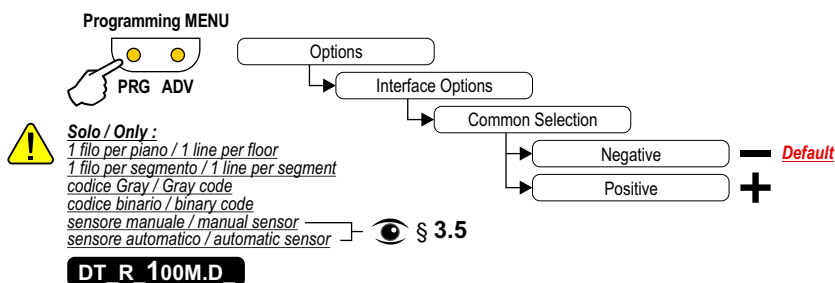 Programming MENU
PRG ADV
Options
Interface Options
Common Selection
Negative
Default
Positive
Solo / Only :
1 filo per piano / 1 line per floor
1 filo per segmento / 1 line per segment
codice Gray / Gray code
codice binario / binary code
sensore manuale / manual sensor
sensore automatico / automatic sensor
§ 3.5
DT_R_100M.D_